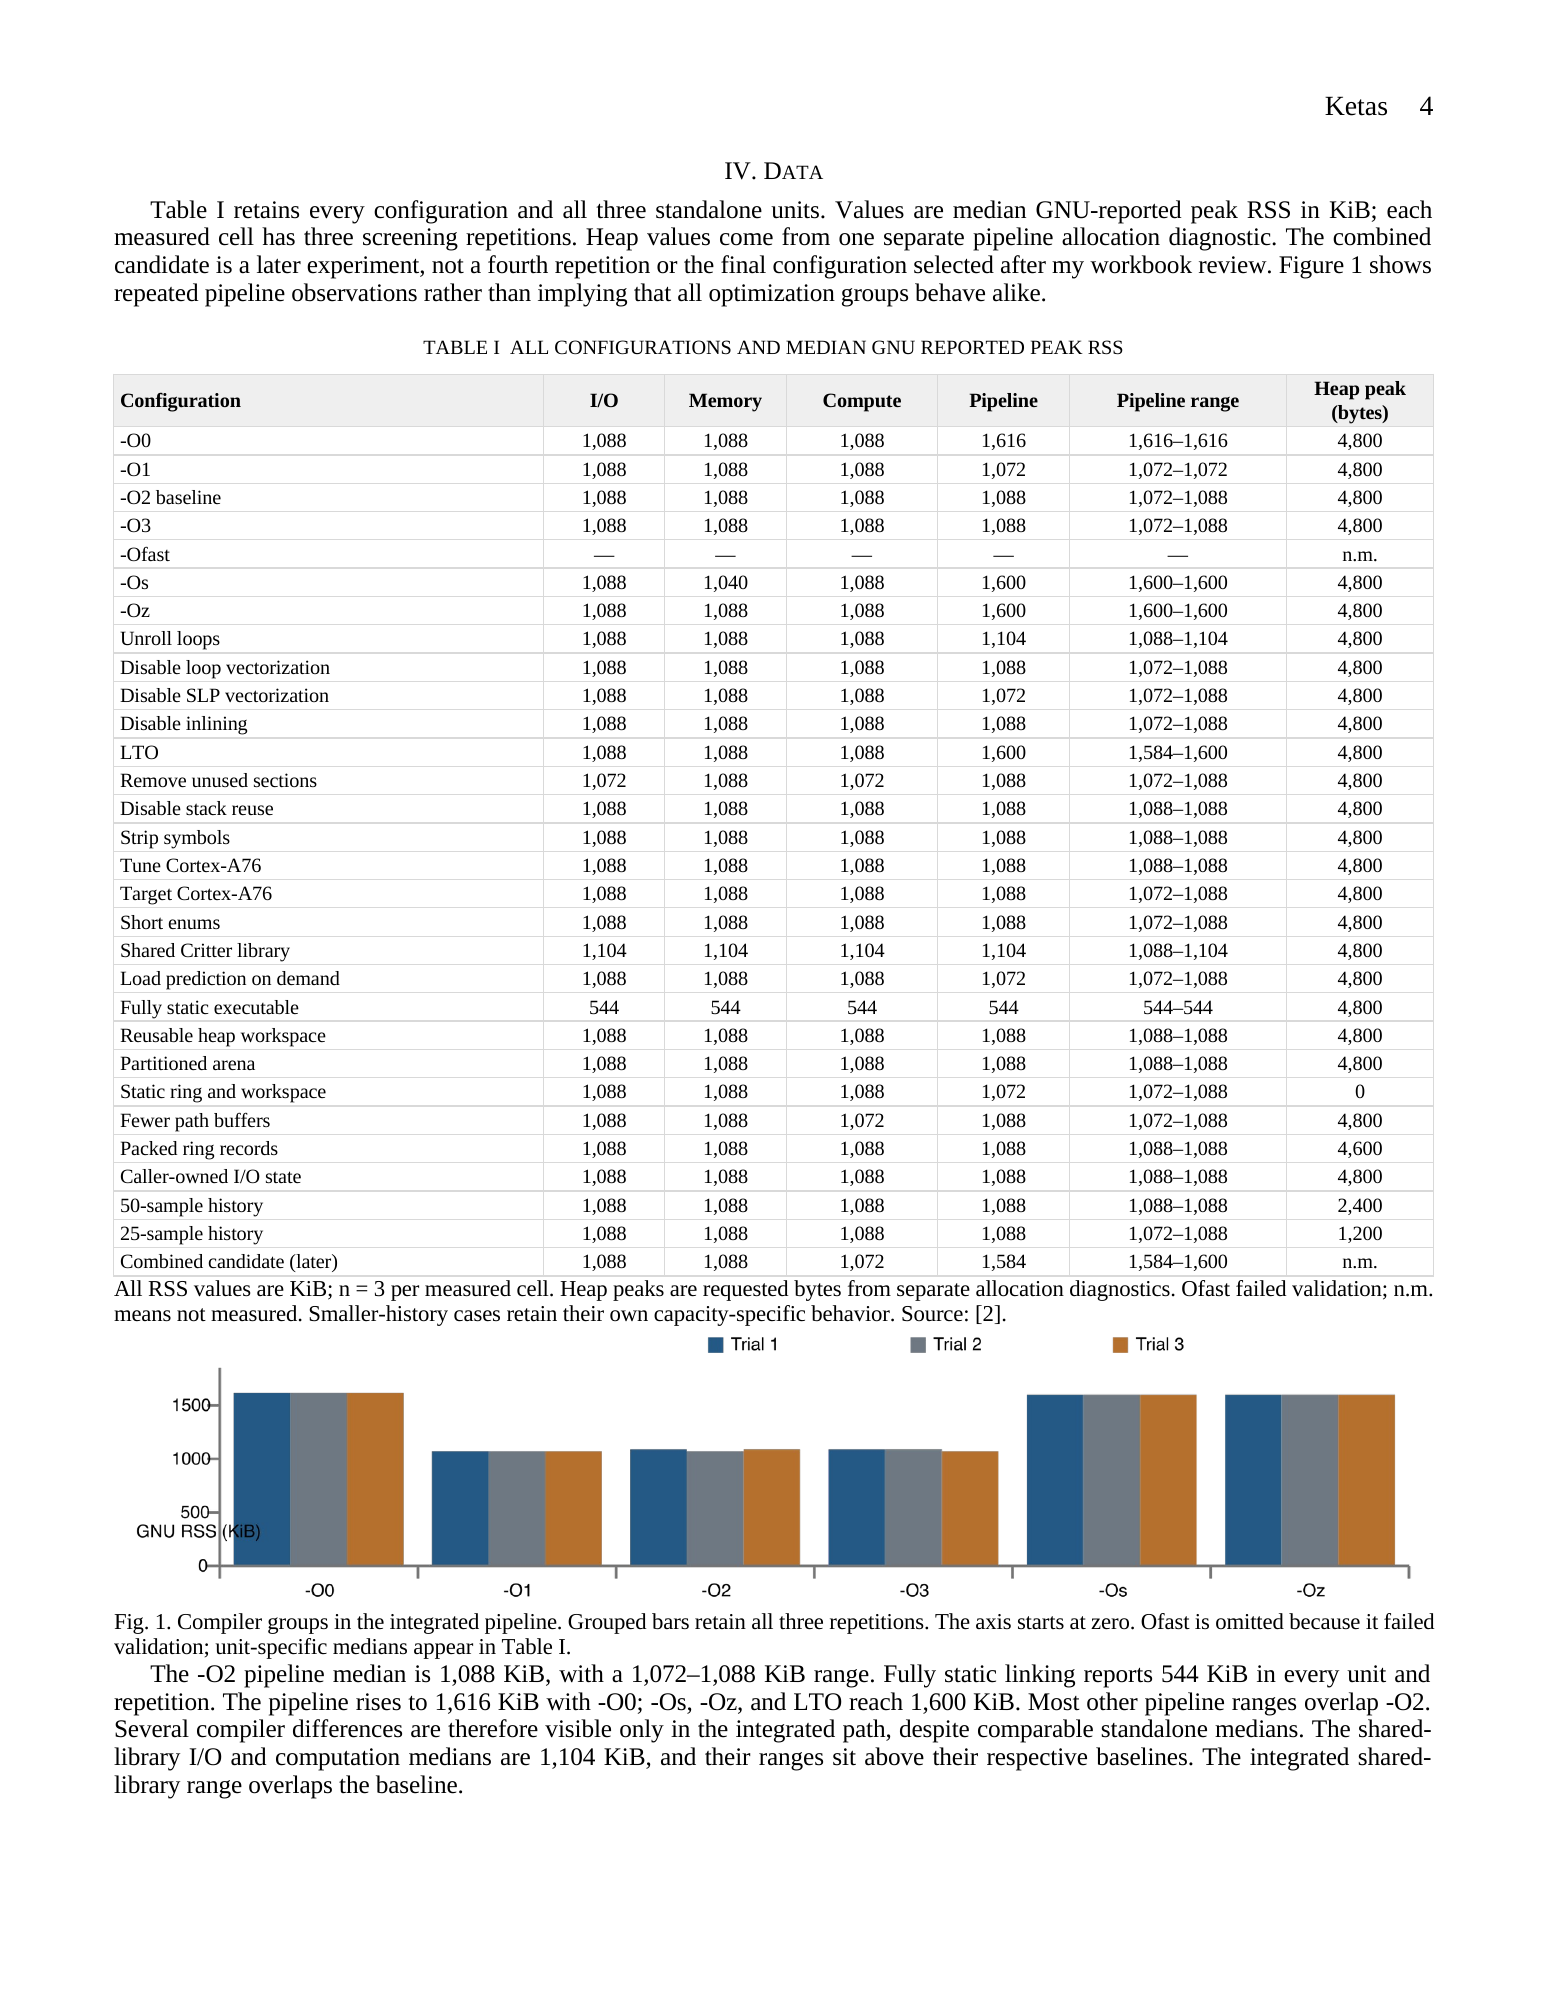 Ketas 4
IV. DATA
Table I retains every configuration and all three standalone units. Values are median GNU-reported peak RSS in KiB; each
measured cell has three screening repetitions. Heap values come from one separate pipeline allocation diagnostic. The combined
candidate is a later experiment, not a fourth repetition or the final configuration selected after my workbook review. Figure 1 shows
repeated pipeline observations rather than implying that all optimization groups behave alike.
TABLE I ALL CONFIGURATIONS AND MEDIAN GNU REPORTED PEAK RSS
Configuration I/O Memory Compute Pipeline Pipeline range Heap peak (bytes)
-O0 1,088 1,088 1,088 1,616 1,616–1,616 4,800
-O1 1,088 1,088 1,088 1,072 1,072–1,072 4,800
-O2 baseline 1,088 1,088 1,088 1,088 1,072–1,088 4,800
-O3 1,088 1,088 1,088 1,088 1,072–1,088 4,800
-Ofast — — — — — n.m.
-Os 1,088 1,040 1,088 1,600 1,600–1,600 4,800
-Oz 1,088 1,088 1,088 1,600 1,600–1,600 4,800
Unroll loops 1,088 1,088 1,088 1,104 1,088–1,104 4,800
Disable loop vectorization 1,088 1,088 1,088 1,088 1,072–1,088 4,800
Disable SLP vectorization 1,088 1,088 1,088 1,072 1,072–1,088 4,800
Disable inlining 1,088 1,088 1,088 1,088 1,072–1,088 4,800
LTO 1,088 1,088 1,088 1,600 1,584–1,600 4,800
Remove unused sections 1,072 1,088 1,072 1,088 1,072–1,088 4,800
Disable stack reuse 1,088 1,088 1,088 1,088 1,088–1,088 4,800
Strip symbols 1,088 1,088 1,088 1,088 1,088–1,088 4,800
Tune Cortex-A76 1,088 1,088 1,088 1,088 1,088–1,088 4,800
Target Cortex-A76 1,088 1,088 1,088 1,088 1,072–1,088 4,800
Short enums 1,088 1,088 1,088 1,088 1,072–1,088 4,800
Shared Critter library 1,104 1,104 1,104 1,104 1,088–1,104 4,800
Load prediction on demand 1,088 1,088 1,088 1,072 1,072–1,088 4,800
Fully static executable 544 544 544 544 544–544 4,800
Reusable heap workspace 1,088 1,088 1,088 1,088 1,088–1,088 4,800
Partitioned arena 1,088 1,088 1,088 1,088 1,088–1,088 4,800
Static ring and workspace 1,088 1,088 1,088 1,072 1,072–1,088 0
Fewer path buffers 1,088 1,088 1,072 1,088 1,072–1,088 4,800
Packed ring records 1,088 1,088 1,088 1,088 1,088–1,088 4,600
Caller-owned I/O state 1,088 1,088 1,088 1,088 1,088–1,088 4,800
50-sample history 1,088 1,088 1,088 1,088 1,088–1,088 2,400
25-sample history 1,088 1,088 1,088 1,088 1,072–1,088 1,200
Combined candidate (later) 1,088 1,088 1,072 1,584 1,584–1,600 n.m.
All RSS values are KiB; n = 3 per measured cell. Heap peaks are requested bytes from separate allocation diagnostics. Ofast failed validation; n.m.
means not measured. Smaller-history cases retain their own capacity-specific behavior. Source: [2].
Trial 1 Trial 2 Trial 3
1500
1000
500
GNU RSS (KiB)
0
-O0 -O1 -O2 -O3 -Os -Oz
Fig. 1. Compiler groups in the integrated pipeline. Grouped bars retain all three repetitions. The axis starts at zero. Ofast is omitted because it failed
validation; unit-specific medians appear in Table I.
The -O2 pipeline median is 1,088 KiB, with a 1,072–1,088 KiB range. Fully static linking reports 544 KiB in every unit and
repetition. The pipeline rises to 1,616 KiB with -O0; -Os, -Oz, and LTO reach 1,600 KiB. Most other pipeline ranges overlap -O2.
Several compiler differences are therefore visible only in the integrated path, despite comparable standalone medians. The shared-
library I/O and computation medians are 1,104 KiB, and their ranges sit above their respective baselines. The integrated shared-
library range overlaps the baseline.